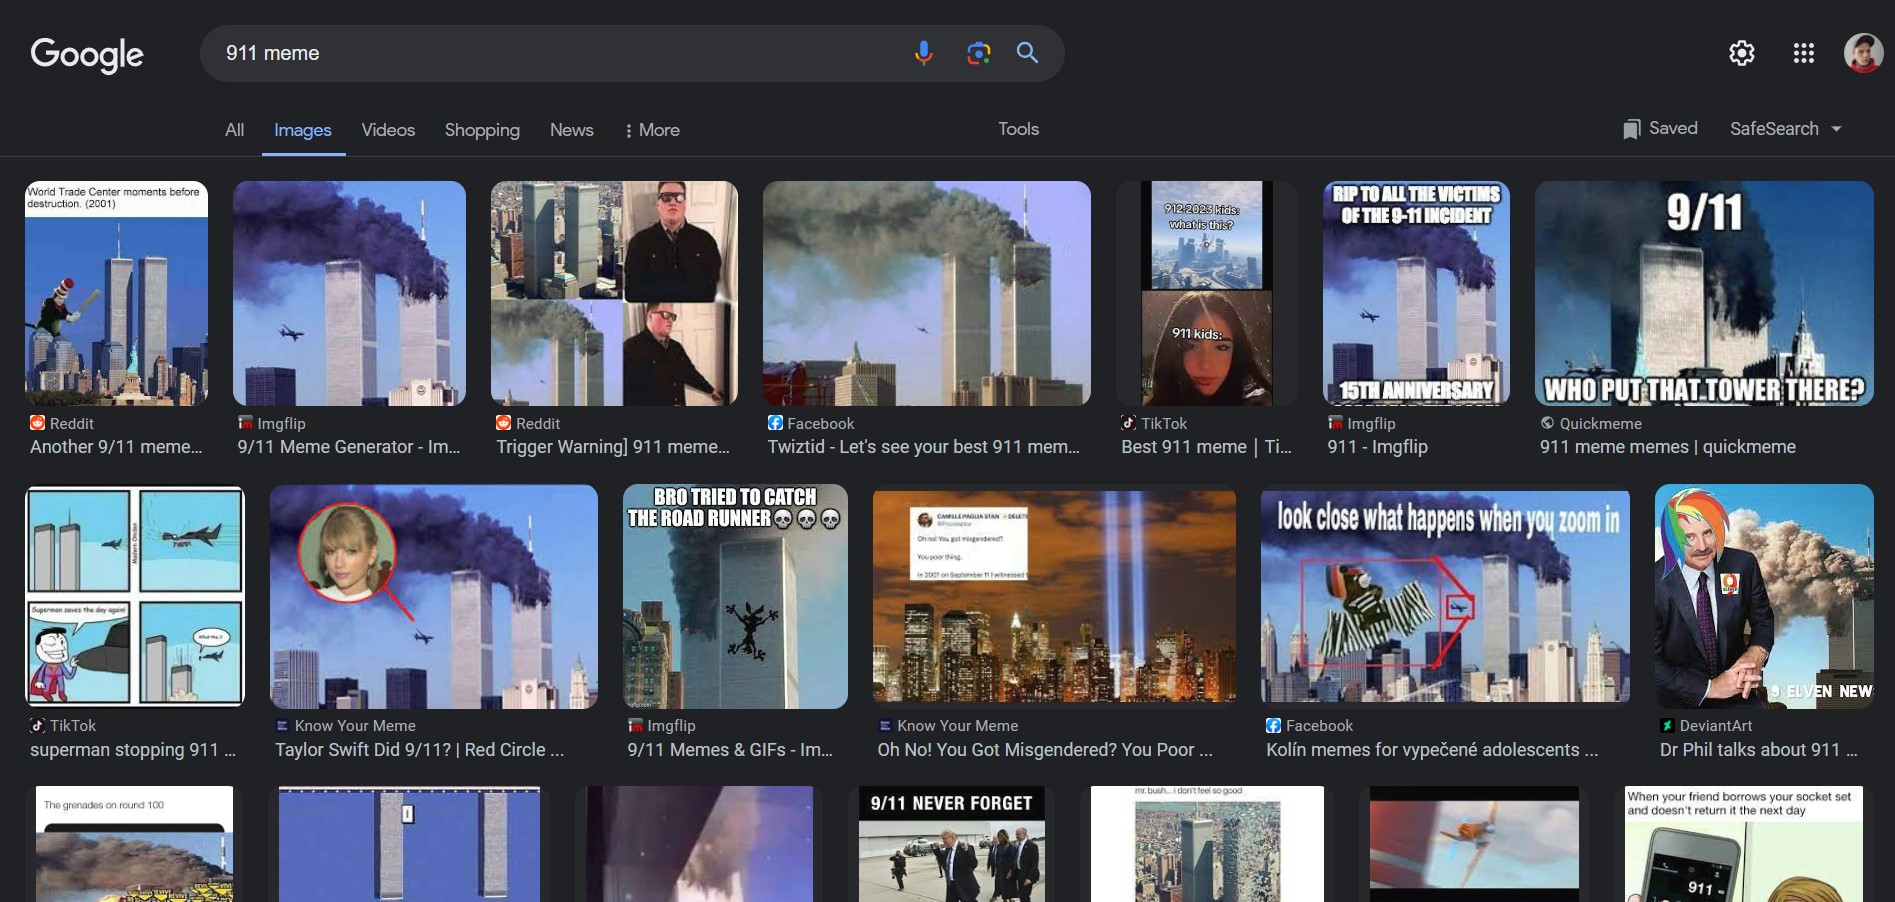 Google
911 meme
All
Images
Videos
Shopping
News
More
Tools
Saved
SafeSearch
World Trade Center moments before
destruction. (2001)
912-2023 kids:
what is this?
911 kids:
RIP TO ALL THE VICTIMS
OF THE 9-11 INCIDENT
15TH ANNIVERSARY
9/11
WHO PUT THAT TOWER THERE?
Reddit
Another 9/11 meme...
Imgflip
9/11 Meme Generator - Im...
Reddit
Trigger Warning] 911 meme...
Facebook
Twiztid - Let's see your best 911 mem...
TikTok
Best 911 meme | Ti...
Imgflip
911 - Imgflip
Quickmeme
911 meme memes | quickmeme
Superman saves the day again!
What the..?
BRO TRIED TO CATCH
THE ROAD RUNNER💀💀💀
CAMILLE PAGLIA STAN
Oh no! You got misgendered?
You poor thing.
In 2001 on September 11 I witnessed
look close what happens when you zoom in
9 ELVEN NEW
TikTok
superman stopping 911 ...
Know Your Meme
Taylor Swift Did 9/11? | Red Circle ...
Imgflip
9/11 Memes & GIFs - Im...
Know Your Meme
Oh No! You Got Misgendered? You Poor ...
Facebook
Kolín memes for vypečené adolescents ...
DeviantArt
Dr Phil talks about 911 ...
The grenades on round 100
9/11 NEVER FORGET
mr. bush... i don't feel so good
When your friend borrows your socket set
and doesn't return it the next day
911